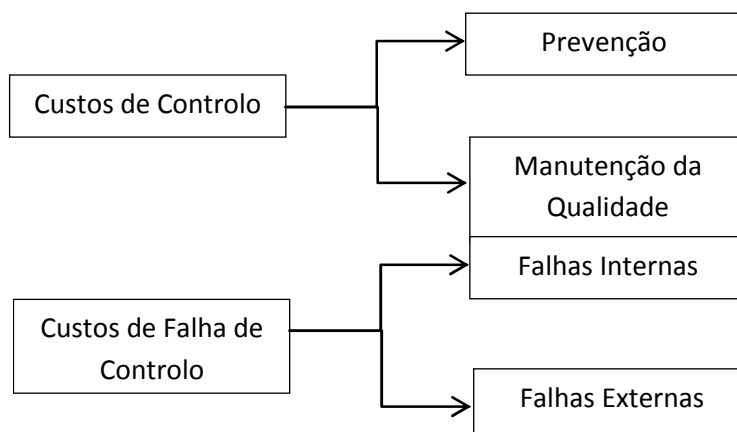 Prevenção
Custos de Controlo
Manutenção da
Qualidade
Falhas Internas
Custos de Falha de
Controlo
Falhas Externas